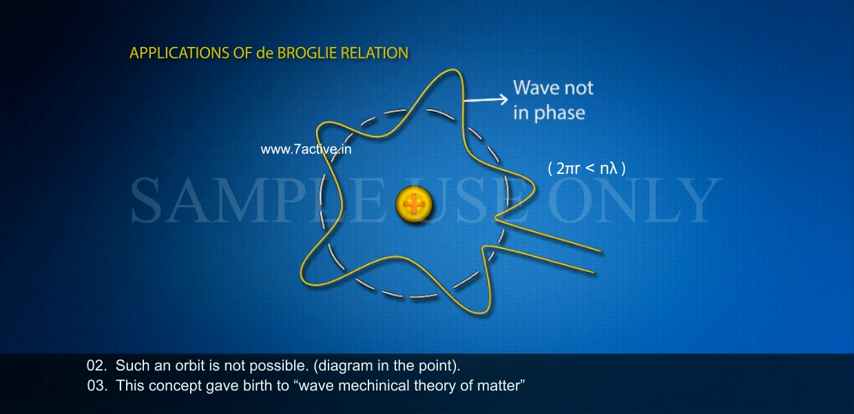 APPLICATIONS OF de BROGLIE RELATION
Wave not
in phase
www.7active.in
( 2πr < nλ )
SAMPLE USE ONLY
02. Such an orbit is not possible. (diagram in the point).
03. This concept gave birth to “wave mechinical theory of matter”